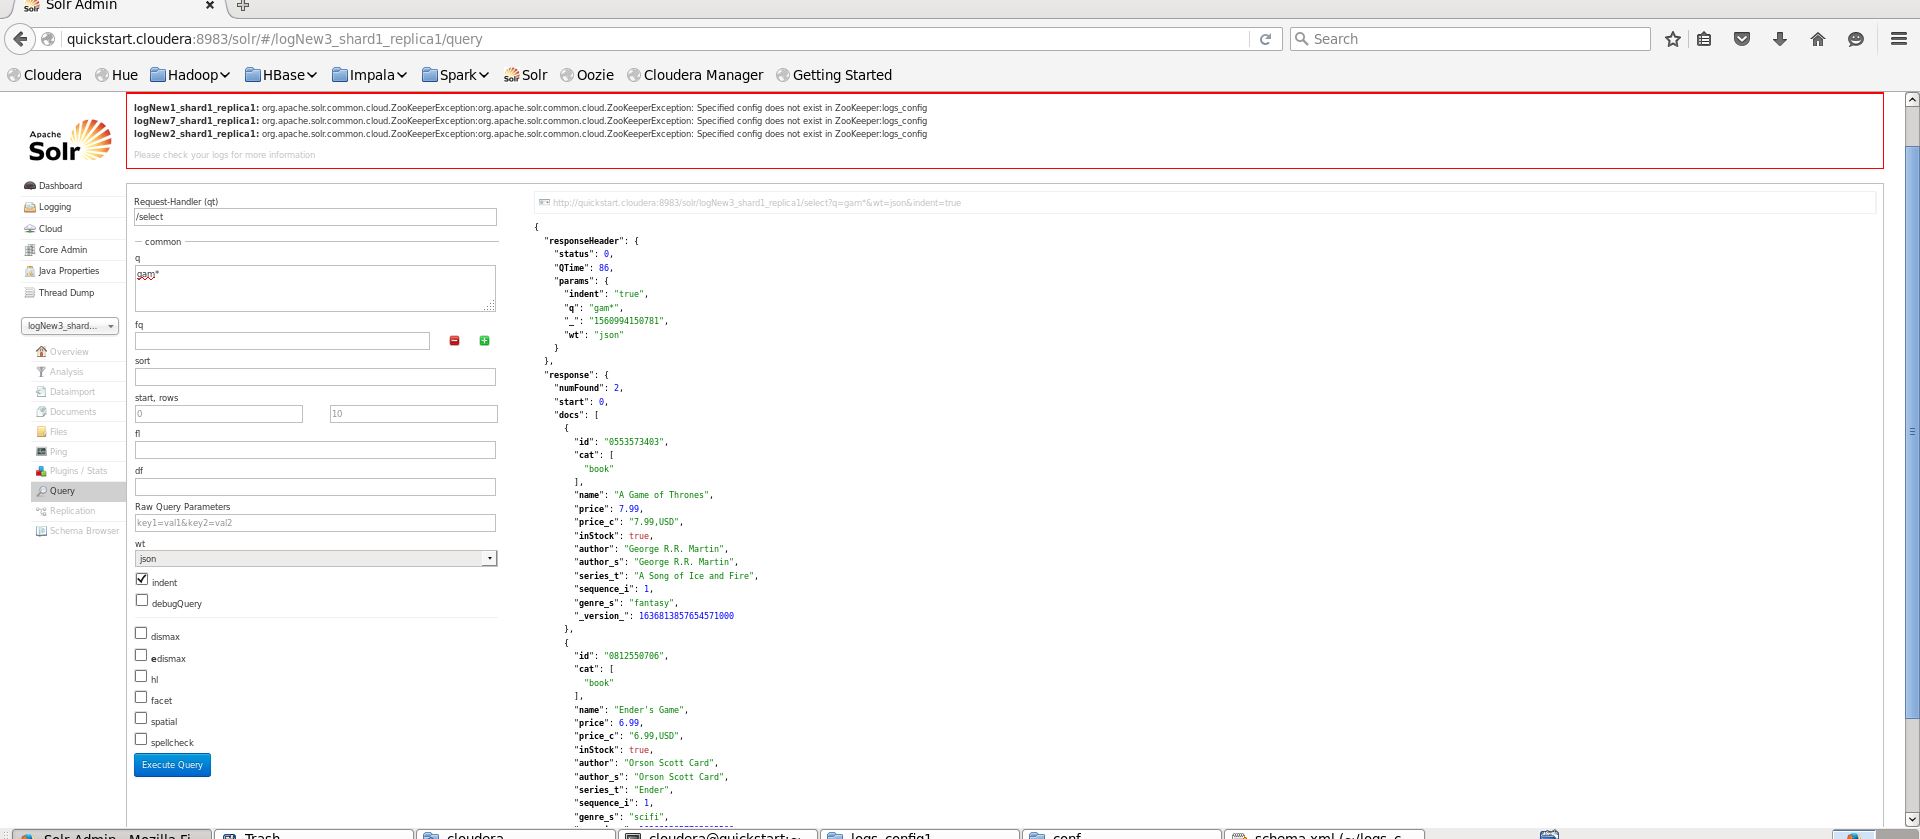 Solr Admin
quickstart.cloudera:8983/solr/#/logNew3_shard1_replica1/query
Search
Cloudera Hue Hadoop HBase Impala Spark Solr Oozie Cloudera Manager Getting Started
logNew1_shard1_replica1: org.apache.solr.common.cloud.ZooKeeperException:org.apache.solr.common.cloud.ZooKeeperException: Specified config does not exist in ZooKeeper:logs_config
logNew7_shard1_replica1: org.apache.solr.common.cloud.ZooKeeperException:org.apache.solr.common.cloud.ZooKeeperException: Specified config does not exist in ZooKeeper:logs_config
logNew2_shard1_replica1: org.apache.solr.common.cloud.ZooKeeperException:org.apache.solr.common.cloud.ZooKeeperException: Specified config does not exist in ZooKeeper:logs_config
Please check your logs for more information
Apache
Solr
Dashboard
Logging
Cloud
Core Admin
Java Properties
Thread Dump
logNew3_shard...
Overview
Analysis
Dataimport
Documents
Files
Ping
Plugins / Stats
Query
Replication
Schema Browser
Request-Handler (qt)
/select
common
q
gam*
fq
sort
start, rows
0 10
fl
df
Raw Query Parameters
key1=val1&key2=val2
wt
json
indent
debugQuery
dismax
edismax
hl
facet
spatial
spellcheck
Execute Query
http://quickstart.cloudera:8983/solr/logNew3_shard1_replica1/select?q=gam*&wt=json&indent=true
{
"responseHeader": {
"status": 0,
"QTime": 86,
"params": {
"indent": "true",
"q": "gam*",
"_": "1560994150781",
"wt": "json"
}
},
"response": {
"numFound": 2,
"start": 0,
"docs": [
{
"id": "0553573403",
"cat": [
"book"
],
"name": "A Game of Thrones",
"price": 7.99,
"price_c": "7.99,USD",
"inStock": true,
"author": "George R.R. Martin",
"author_s": "George R.R. Martin",
"series_t": "A Song of Ice and Fire",
"sequence_i": 1,
"genre_s": "fantasy",
"_version_": 1636813857654571000
},
{
"id": "0812550706",
"cat": [
"book"
],
"name": "Ender's Game",
"price": 6.99,
"price_c": "6.99,USD",
"inStock": true,
"author": "Orson Scott Card",
"author_s": "Orson Scott Card",
"series_t": "Ender",
"sequence_i": 1,
"genre_s": "scifi",
Solr Admin - Mozilla Fi... Trash cloudera cloudera@quickstart:~ logs_config1 conf schema.xml (~/logs_c...